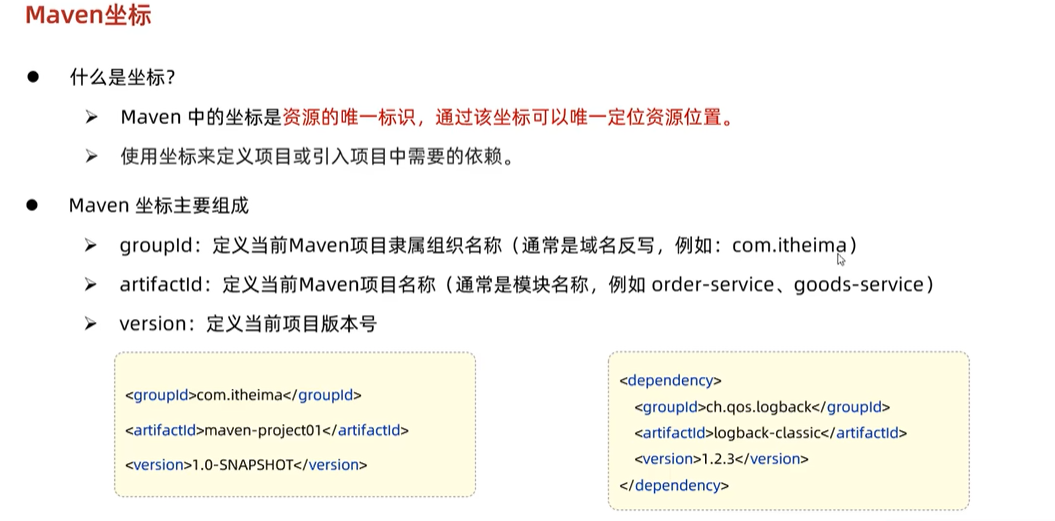 Maven坐标
什么是坐标？
Maven 中的坐标是资源的唯一标识，通过该坐标可以唯一定位资源位置。
使用坐标来定义项目或引入项目中需要的依赖。
Maven 坐标主要组成
groupId：定义当前Maven项目隶属组织名称（通常是域名反写，例如：com.itheima）
artifactId：定义当前Maven项目名称（通常是模块名称，例如 order-service、goods-service）
version：定义当前项目版本号
<groupId>com.itheima</groupId>
<artifactId>maven-project01</artifactId>
<version>1.0-SNAPSHOT</version>
<dependency>
<groupId>ch.qos.logback</groupId>
<artifactId>logback-classic</artifactId>
<version>1.2.3</version>
</dependency>